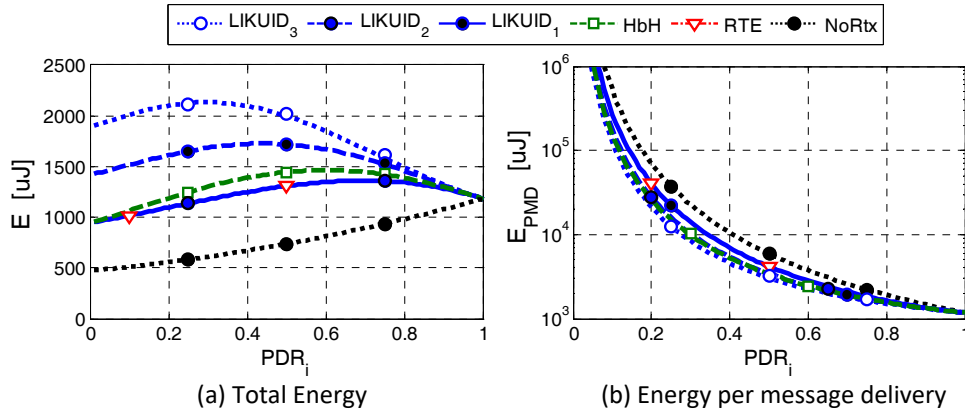 LIKUID3 LIKUID2 LIKUID1 HbH RTE NoRtx
2500
2000
1500
1000
500
0
E [uJ]
0 0.2 0.4 0.6 0.8 1
PDRi
(a) Total Energy
10^6
10^5
10^4
10^3
EPMD [uJ]
0 0.2 0.4 0.6 0.8 1
PDRi
(b) Energy per message delivery